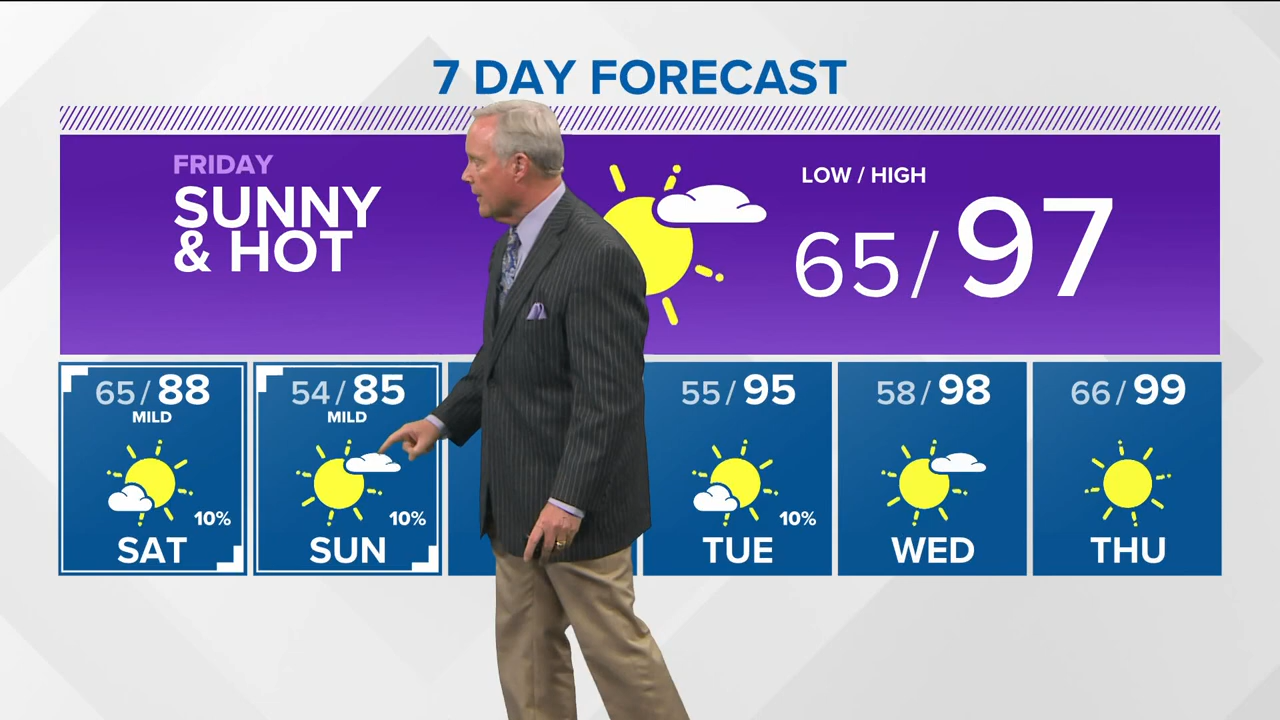 7 DAY FORECAST
FRIDAY
SUNNY
& HOT
LOW / HIGH
65/97
65/88
MILD
10%
SAT
54/85
MILD
10%
SUN
55/95
10%
TUE
58/98
WED
66/99
THU